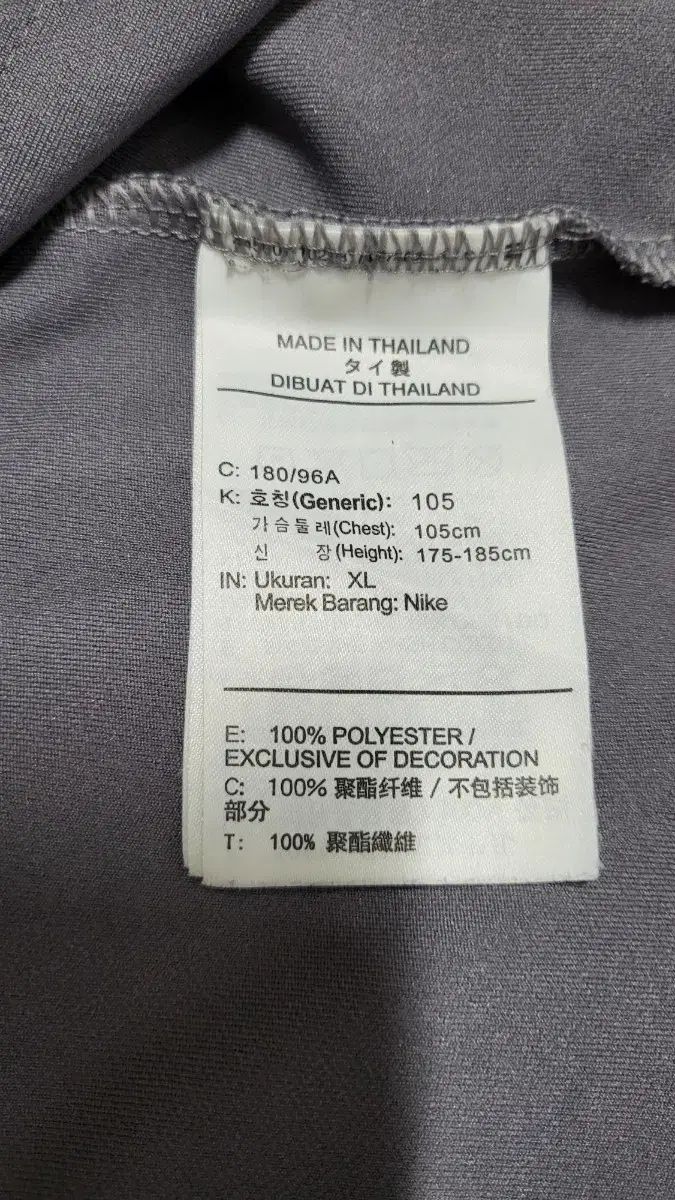 MADE IN THAILAND
タイ製
DIBUAT DI THAILAND
C: 180/96A
K: 호칭(Generic): 105
가슴둘레(Chest): 105cm
신 장(Height): 175-185cm
IN: Ukuran: XL
Merek Barang: Nike
E: 100% POLYESTER /
EXCLUSIVE OF DECORATION
C: 100% 聚酯纤维 / 不包括装饰
部分
T: 100% 聚酯纖維